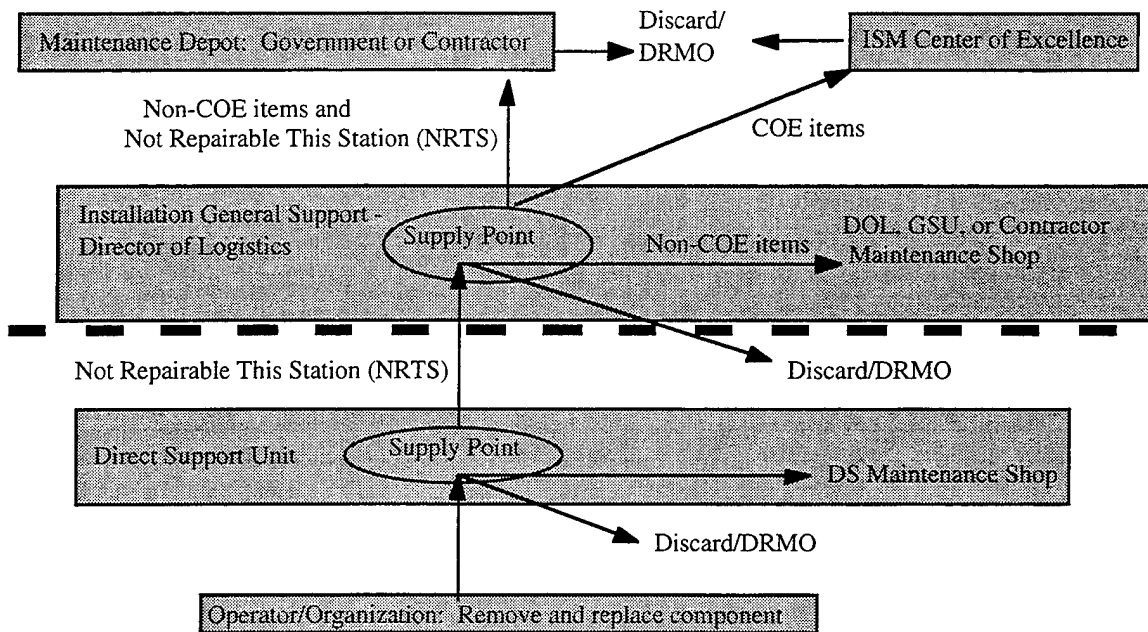 Maintenance Depot: Government or Contractor
Discard/
DRMO
ISM Center of Excellence
Non-COE items and
Not Repairable This Station (NRTS)
COE items
Installation General Support -
Director of Logistics
Supply Point
Non-COE items
DOL, GSU, or Contractor
Maintenance Shop
Not Repairable This Station (NRTS)
Discard/DRMO
Direct Support Unit
Supply Point
DS Maintenance Shop
Discard/DRMO
Operator/Organization: Remove and replace component